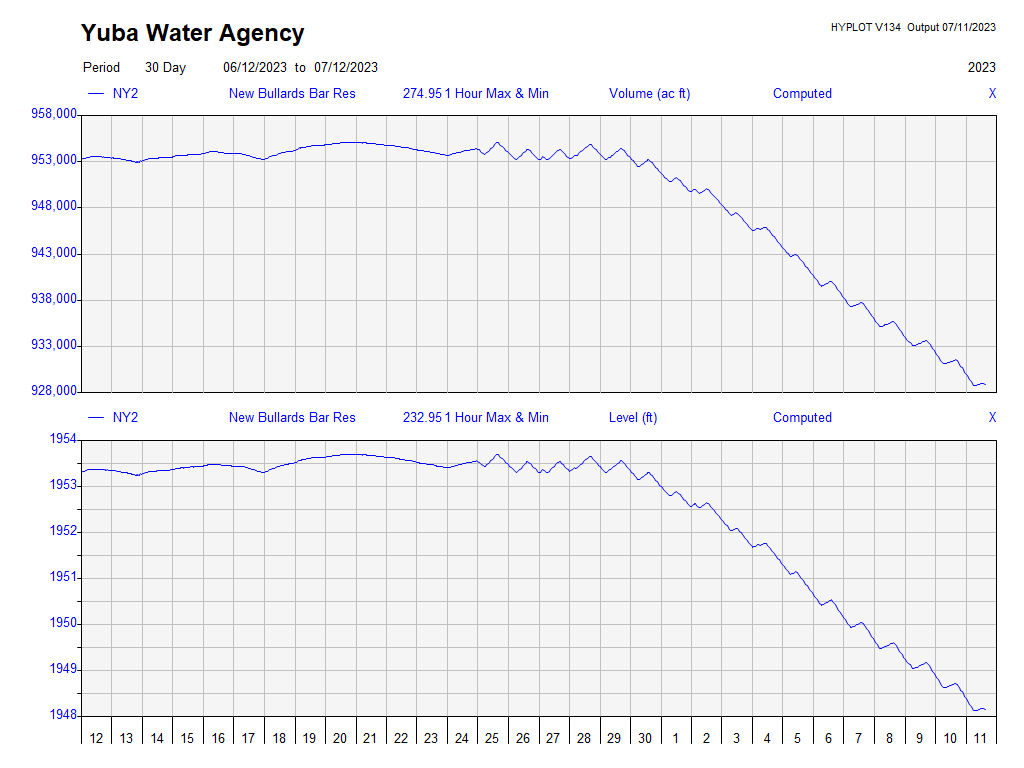 Yuba Water Agency
HYPLOT V134 Output 07/11/2023
Period 30 Day 06/12/2023 to 07/12/2023 2023
NY2 New Bullards Bar Res 274.95 1 Hour Max & Min Volume (ac ft) Computed X
958,000
953,000
948,000
943,000
938,000
933,000
928,000
NY2 New Bullards Bar Res 232.95 1 Hour Max & Min Level (ft) Computed X
1954
1953
1952
1951
1950
1949
1948
12 13 14 15 16 17 18 19 20 21 22 23 24 25 26 27 28 29 30 1 2 3 4 5 6 7 8 9 10 11